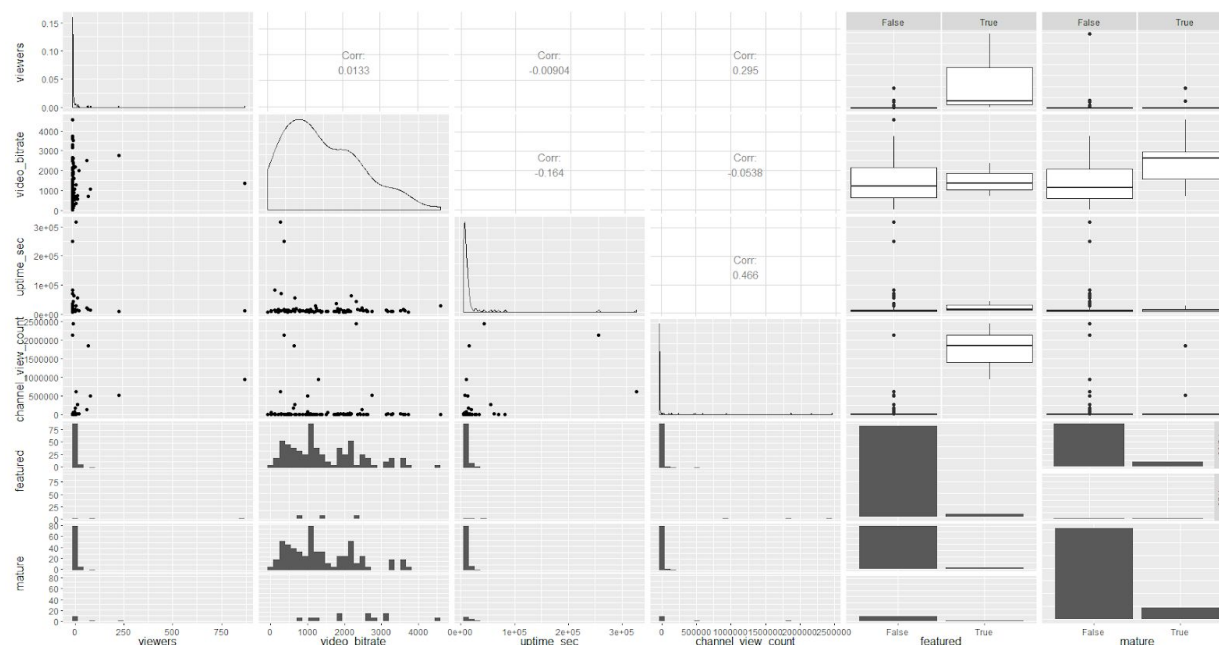 False True False True
viewers
0.15
0.10
0.05
0.00
Corr:
0.0133
Corr:
-0.00904
Corr:
0.295
video_bitrate
4000
3000
2000
1000
0
Corr:
-0.164
Corr:
-0.0538
uptime_sec
3e+05
2e+05
1e+05
0e+00
Corr:
0.466
channel_view_count
2500000
2000000
1500000
1000000
500000
0
featured
75
50
25
0
75
50
25
0
mature
80
60
40
20
0
80
60
40
20
0
0 250 500 750 0 1000 2000 3000 4000 0e+00 1e+05 2e+05 3e+05 0 500000 1000000 1500000 2000000 2500000 False True False True
viewers video_bitrate uptime_sec channel_view_count featured mature